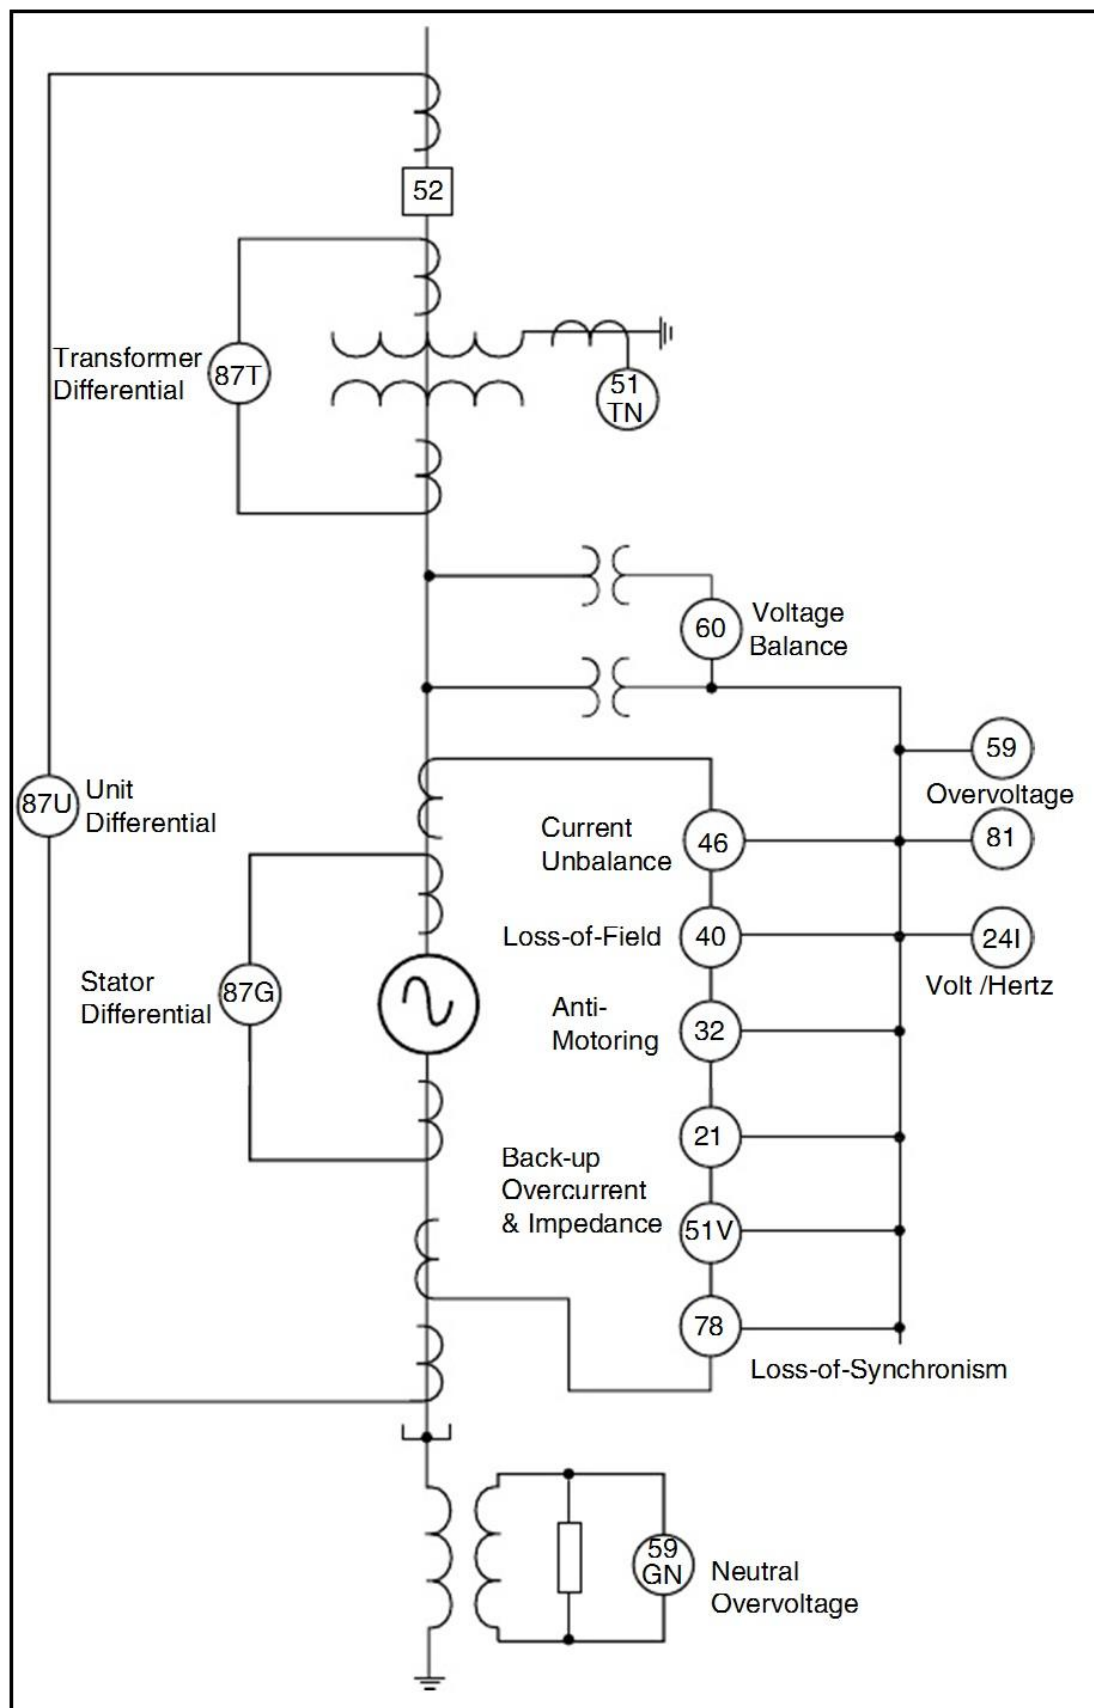 52
Transformer
Differential
87T
51
TN
60
Voltage
Balance
59
Overvoltage
87U
Unit
Differential
Current
Unbalance
46
81
Loss-of-Field
40
24I
Volt /Hertz
Stator
Differential
87G
Anti-
Motoring
32
21
Back-up
Overcurrent
& Impedance
51V
78
Loss-of-Synchronism
59
GN
Neutral
Overvoltage